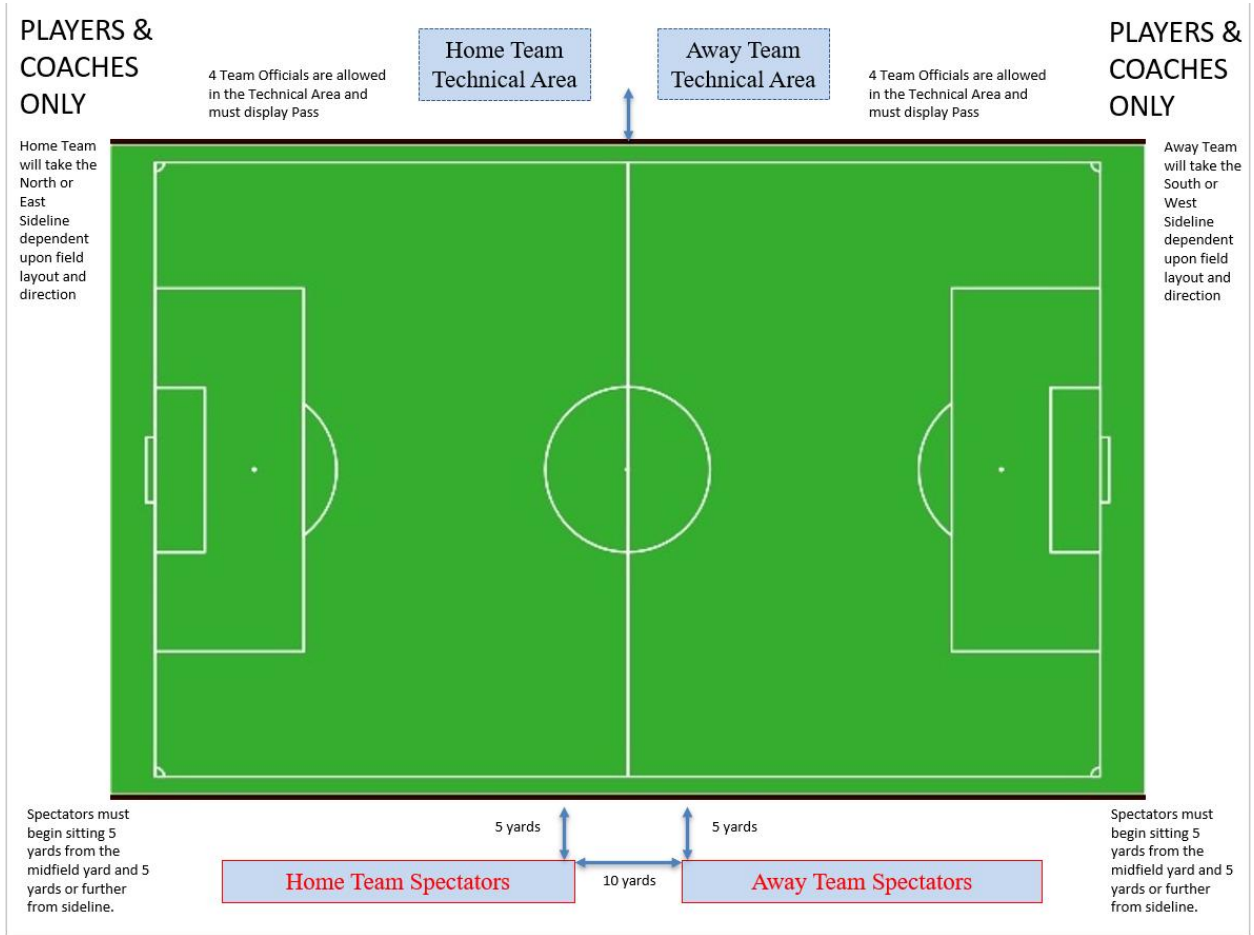 PLAYERS &
COACHES
ONLY
4 Team Officials are allowed
in the Technical Area and
must display Pass
Home Team
Technical Area
Away Team
Technical Area
4 Team Officials are allowed
in the Technical Area and
must display Pass
PLAYERS &
COACHES
ONLY
Home Team
will take the
North or
East
Sideline
dependent
upon field
layout and
direction
Away Team
will take the
South or
West
Sideline
dependent
upon field
layout and
direction
Spectators must
begin sitting 5
yards from the
midfield yard and 5
yards or further
from sideline.
5 yards
5 yards
Home Team Spectators
10 yards
Away Team Spectators
Spectators must
begin sitting 5
yards from the
midfield yard and 5
yards or further
from sideline.